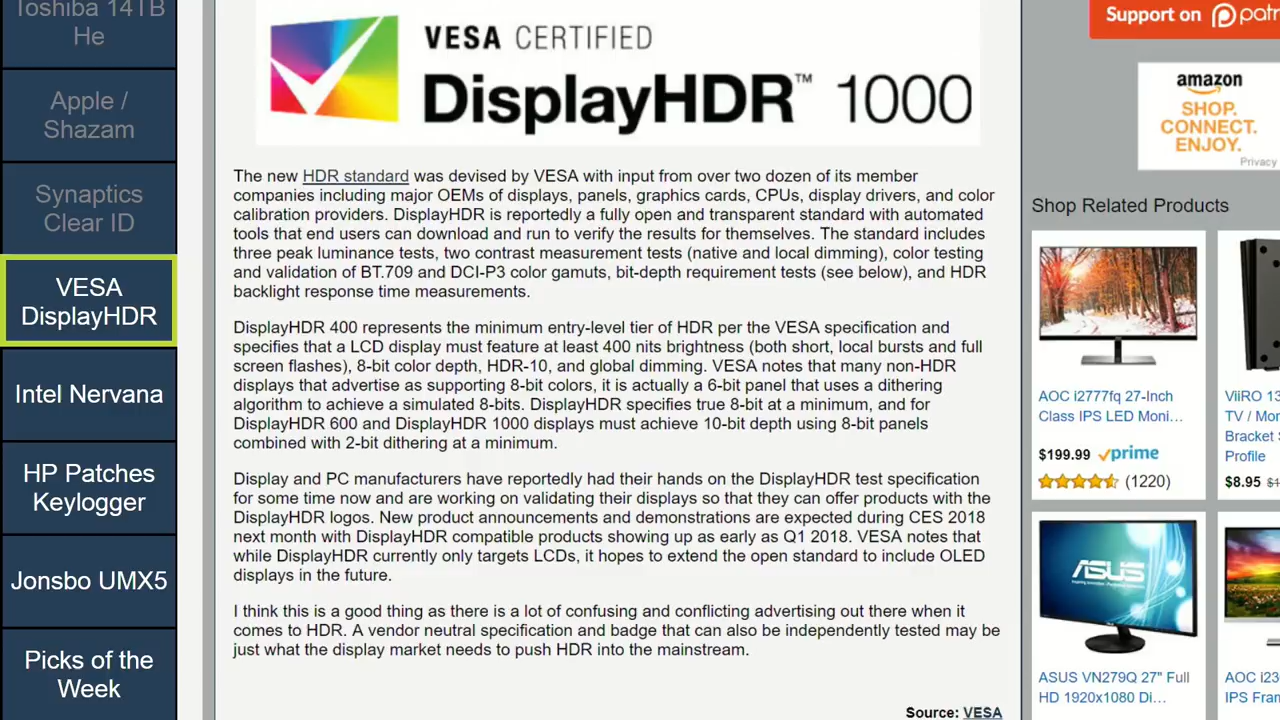 Toshiba 14TB
He
Apple /
Shazam
Synaptics
Clear ID
VESA
DisplayHDR
Intel Nervana
HP Patches
Keylogger
Jonsbo UMX5
Picks of the
Week
VESA CERTIFIED
DisplayHDR™ 1000
The new HDR standard was devised by VESA with input from over two dozen of its member
companies including major OEMs of displays, panels, graphics cards, CPUs, display drivers, and color
calibration providers. DisplayHDR is reportedly a fully open and transparent standard with automated
tools that end users can download and run to verify the results for themselves. The standard includes
three peak luminance tests, two contrast measurement tests (native and local dimming), color testing
and validation of BT.709 and DCI-P3 color gamuts, bit-depth requirement tests (see below), and HDR
backlight response time measurements.
DisplayHDR 400 represents the minimum entry-level tier of HDR per the VESA specification and
specifies that a LCD display must feature at least 400 nits brightness (both short, local bursts and full
screen flashes), 8-bit color depth, HDR-10, and global dimming. VESA notes that many non-HDR
displays that advertise as supporting 8-bit colors, it is actually a 6-bit panel that uses a dithering
algorithm to achieve a simulated 8-bits. DisplayHDR specifies true 8-bit at a minimum, and for
DisplayHDR 600 and DisplayHDR 1000 displays must achieve 10-bit depth using 8-bit panels
combined with 2-bit dithering at a minimum.
Display and PC manufacturers have reportedly had their hands on the DisplayHDR test specification
for some time now and are working on validating their displays so that they can offer products with the
DisplayHDR logos. New product announcements and demonstrations are expected during CES 2018
next month with DisplayHDR compatible products showing up as early as Q1 2018. VESA notes that
while DisplayHDR currently only targets LCDs, it hopes to extend the open standard to include OLED
displays in the future.
I think this is a good thing as there is a lot of confusing and conflicting advertising out there when it
comes to HDR. A vendor neutral specification and badge that can also be independently tested may be
just what the display market needs to push HDR into the mainstream.
Source: VESA
Support on patr
amazon
SHOP.
CONNECT.
ENJOY.
Privacy
Shop Related Products
AOC i2777fq 27-Inch
Class IPS LED Moni...
$199.99 prime
(1220)
ViiRO 13
TV / Mon
Bracket S
Profile
$8.95 $1
ASUS
ASUS VN279Q 27" Full
HD 1920x1080 Di...
AOC i23
IPS Fran